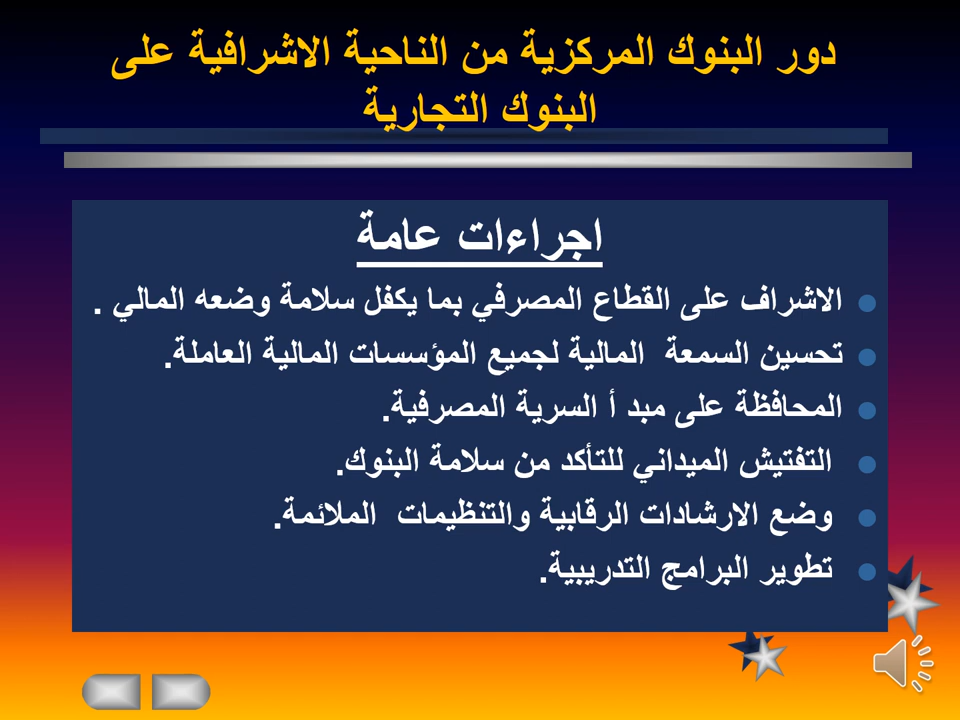 دور البنوك المركزية من الناحية الاشرافية على
البنوك التجارية
اجراءات عامة
الاشراف على القطاع المصرفي بما يكفل سلامة وضعه المالي .
تحسين السمعة المالية لجميع المؤسسات المالية العاملة.
المحافظة على مبد أ السرية المصرفية.
التفتيش الميداني للتأكد من سلامة البنوك.
وضع الارشادات الرقابية والتنظيمات الملائمة.
تطوير البرامج التدريبية.